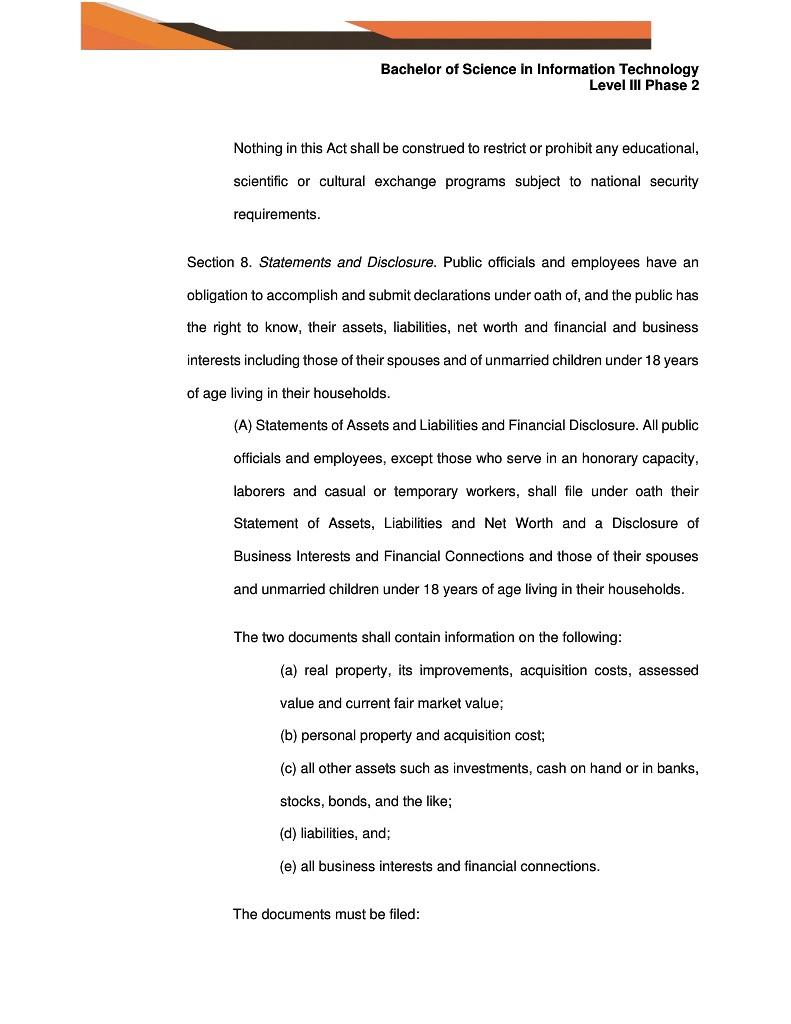 Bachelor of Science in Information Technology
Level III Phase 2
Nothing in this Act shall be construed to restrict or prohibit any educational,
scientific or cultural exchange programs subject to national security
requirements.
Section 8. Statements and Disclosure. Public officials and employees have an
obligation to accomplish and submit declarations under oath of, and the public has
the right to know, their assets, liabilities, net worth and financial and business
interests including those of their spouses and of unmarried children under 18 years
of age living in their households.
(A) Statements of Assets and Liabilities and Financial Disclosure. All public
officials and employees, except those who serve in an honorary capacity,
laborers and casual or temporary workers, shall file under oath their
Statement of Assets, Liabilities and Net Worth and a Disclosure of
Business Interests and Financial Connections and those of their spouses
and unmarried children under 18 years of age living in their households.
The two documents shall contain information on the following:
(a) real property, its improvements, acquisition costs, assessed
value and current fair market value;
(b) personal property and acquisition cost;
(c) all other assets such as investments, cash on hand or in banks,
stocks, bonds, and the like;
(d) liabilities, and;
(e) all business interests and financial connections.
The documents must be filed: